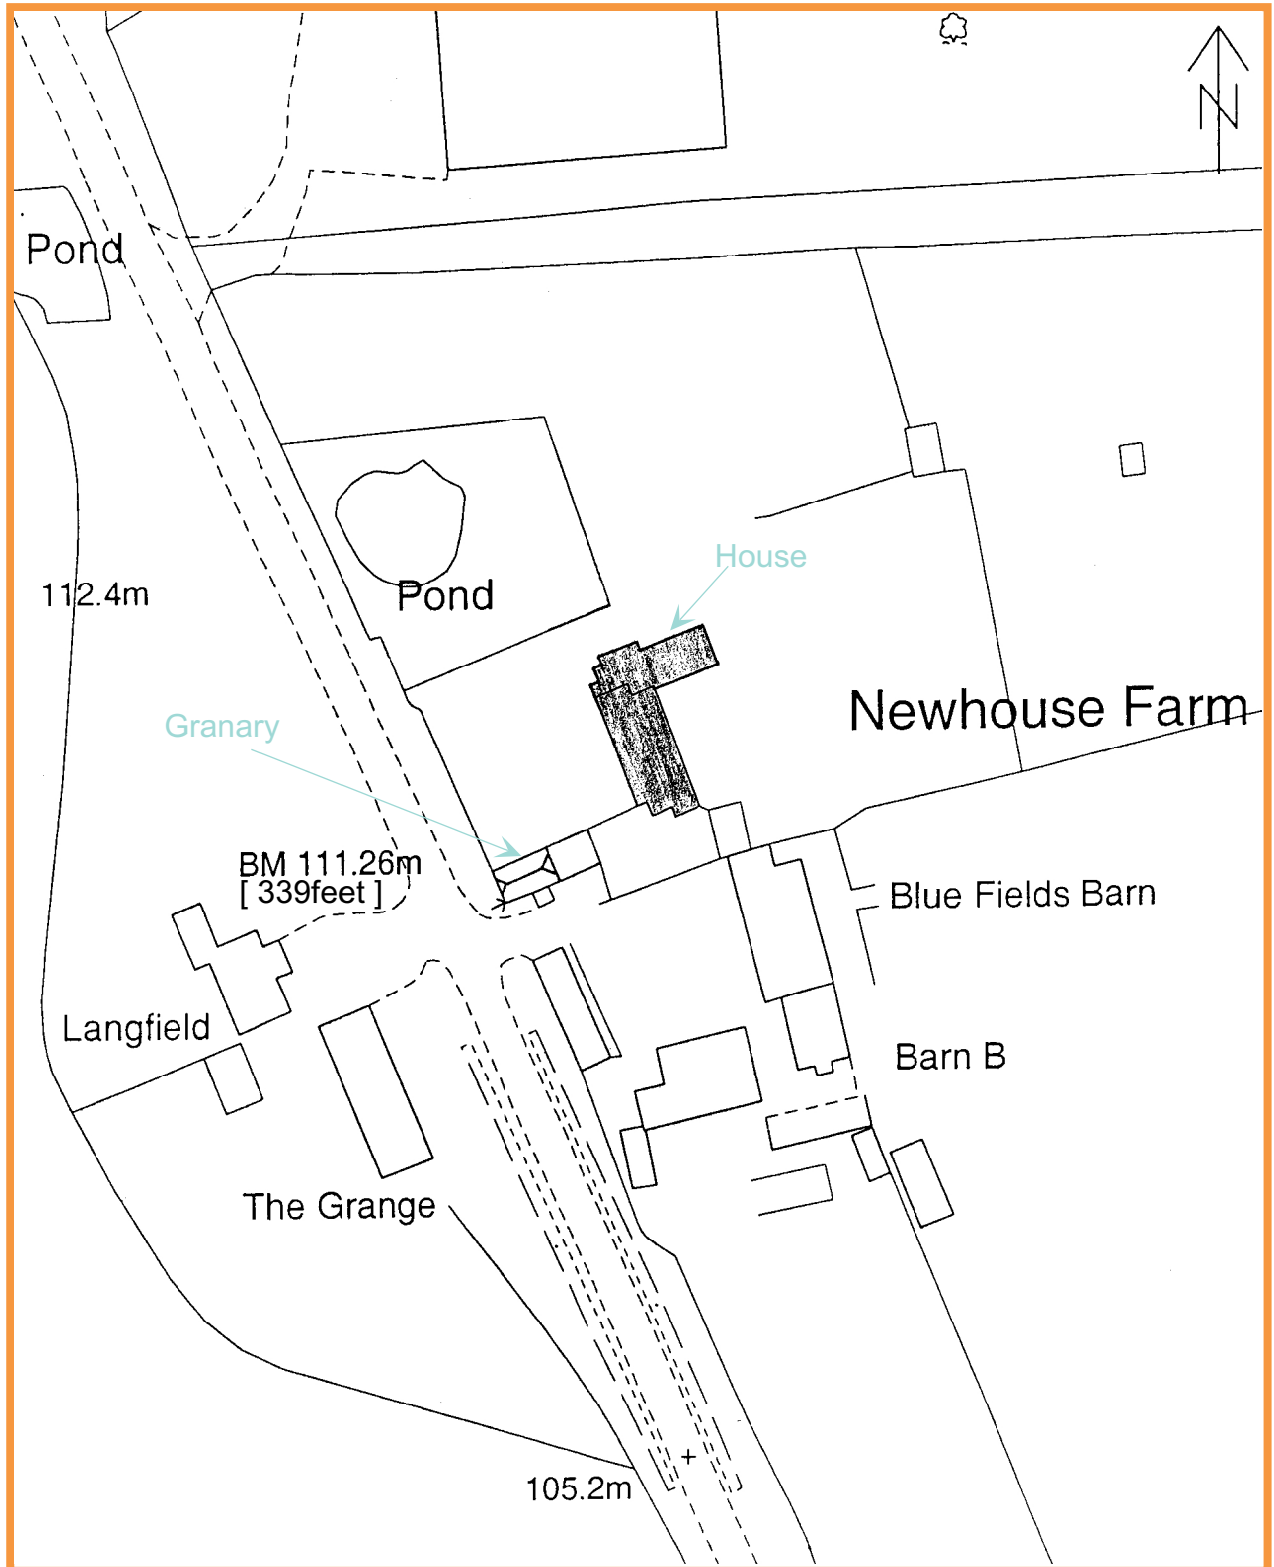 N
Pond
House
112.4m
Pond
Newhouse Farm
Granary
BM 111.26m
[ 339feet ]
Blue Fields Barn
Langfield
Barn B
The Grange
105.2m